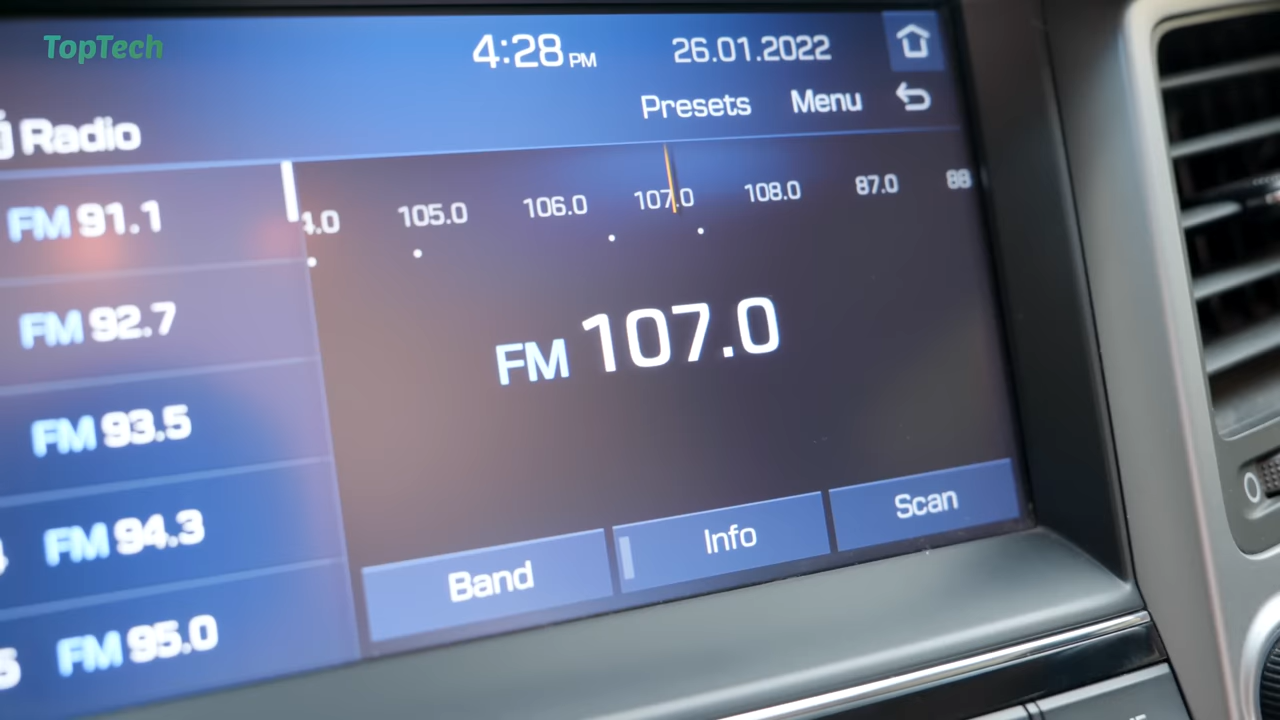 TopTech
4:28 PM 26.01.2022
Presets Menu
Radio
FM 91.1
FM 92.7
FM 93.5
FM 94.3
FM 95.0
105.0 106.0 107.0 108.0 87.0 88
FM 107.0
Band Info Scan